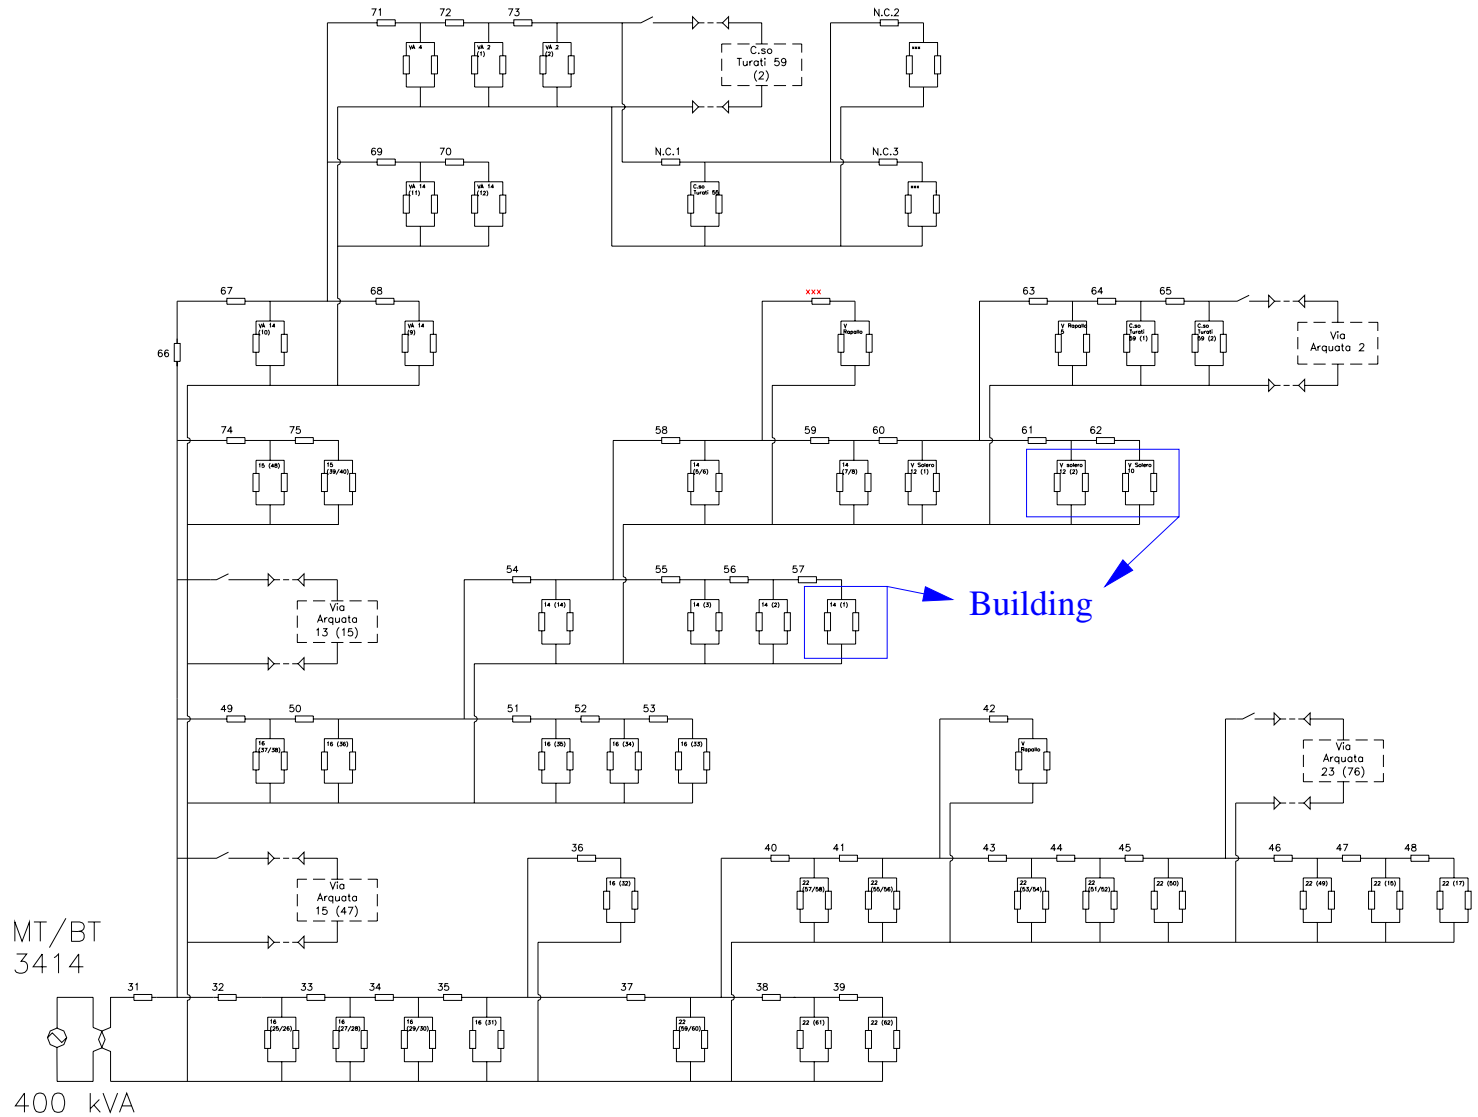 71
72
73
N.C.2
VA 4
VA 2
(1)
VA 2
(2)
C.so
Turati 59
(2)
***
69
70
N.C.1
N.C.3
VA 14
(11)
VA 14
(12)
C.so
Turati 55
***
67
68
xxx
63
64
65
VA 14
(10)
VA 14
(9)
V
Rapallo
V Rapallo
C.so
Turati
59 (1)
C.so
Turati
59 (2)
Via
Arquata 2
66
74
75
58
59
60
61
62
15 (48)
15
(39/40)
14
(5/6)
14
(7/8)
V Solero
12 (1)
V solero
12 (2)
V Solero
10
54
55
56
57
Via
Arquata
13 (15)
14 (14)
14 (3)
14 (2)
14 (1)
Building
49
50
51
52
53
42
16
(37/38)
16 (36)
16 (35)
16 (34)
16 (33)
V
Rapallo
Via
Arquata
23 (76)
36
40
41
43
44
45
46
47
48
Via
Arquata
15 (47)
16 (32)
22
(57/58)
22
(55/56)
22
(53/54)
22
(51/52)
22 (50)
22 (49)
22 (16)
22 (17)
MT/BT
3414
31
32
33
34
35
37
38
39
16
(25/26)
16
(27/28)
16
(29/30)
16 (31)
22
(59/60)
22 (61)
22 (62)
400 kVA